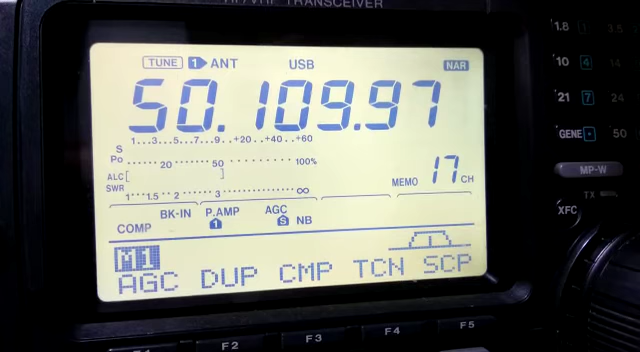 HF/VHF TRANSCEIVER
TUNE 1 ANT USB NAR
50.109.97
S 1...3...5...7...9..+20...+40..+60
Po 20 50 100%
ALC [ ]
SWR 1 1.5 2 3 ∞
MEMO 17 CH
BK-IN P.AMP AGC
COMP 1 S NB
M1
AGC DUP CMP TCN SCP
F2 F3 F4 F5
1.8 1 3.5
10 4 14
21 7 24
GENE • 50
MP-W
TX
XFC